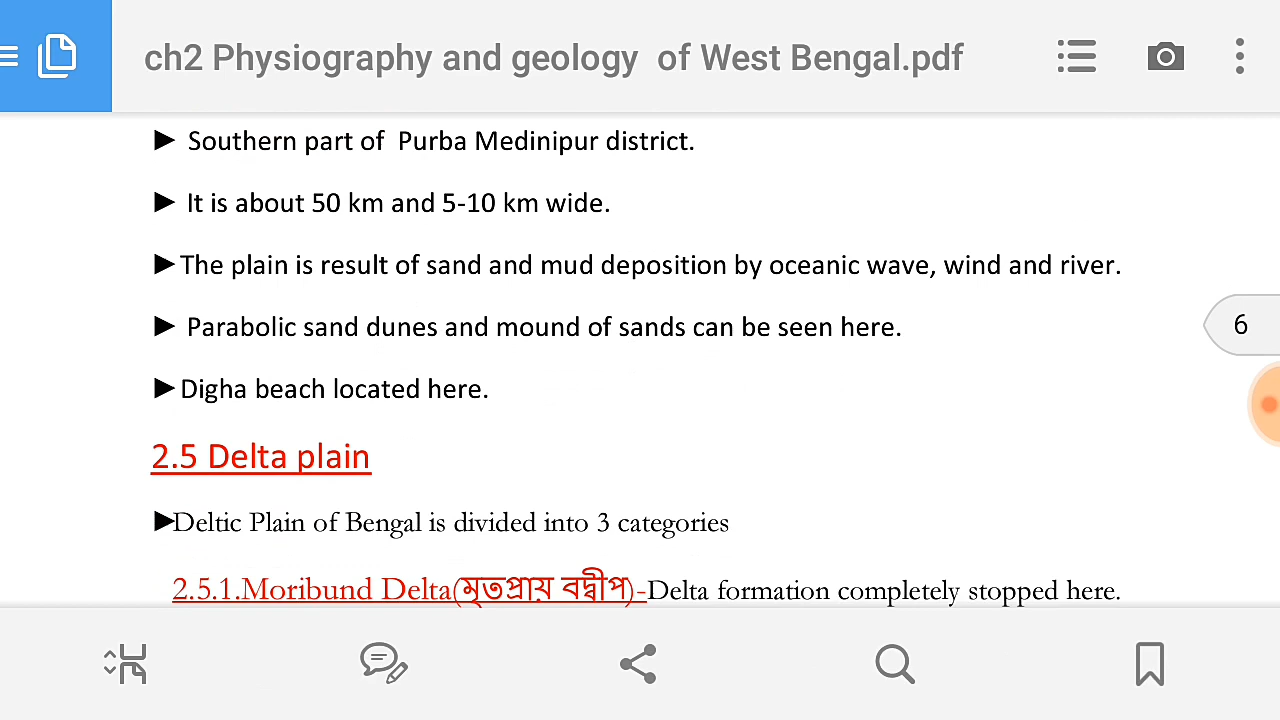 ch2 Physiography and geology of West Bengal.pdf
► Southern part of Purba Medinipur district.
► It is about 50 km and 5-10 km wide.
►The plain is result of sand and mud deposition by oceanic wave, wind and river.
► Parabolic sand dunes and mound of sands can be seen here.
6
►Digha beach located here.
2.5 Delta plain
►Deltic Plain of Bengal is divided into 3 categories
2.5.1.Moribund Delta(মৃতপ্রায় বদ্বীপ)-Delta formation completely stopped here.